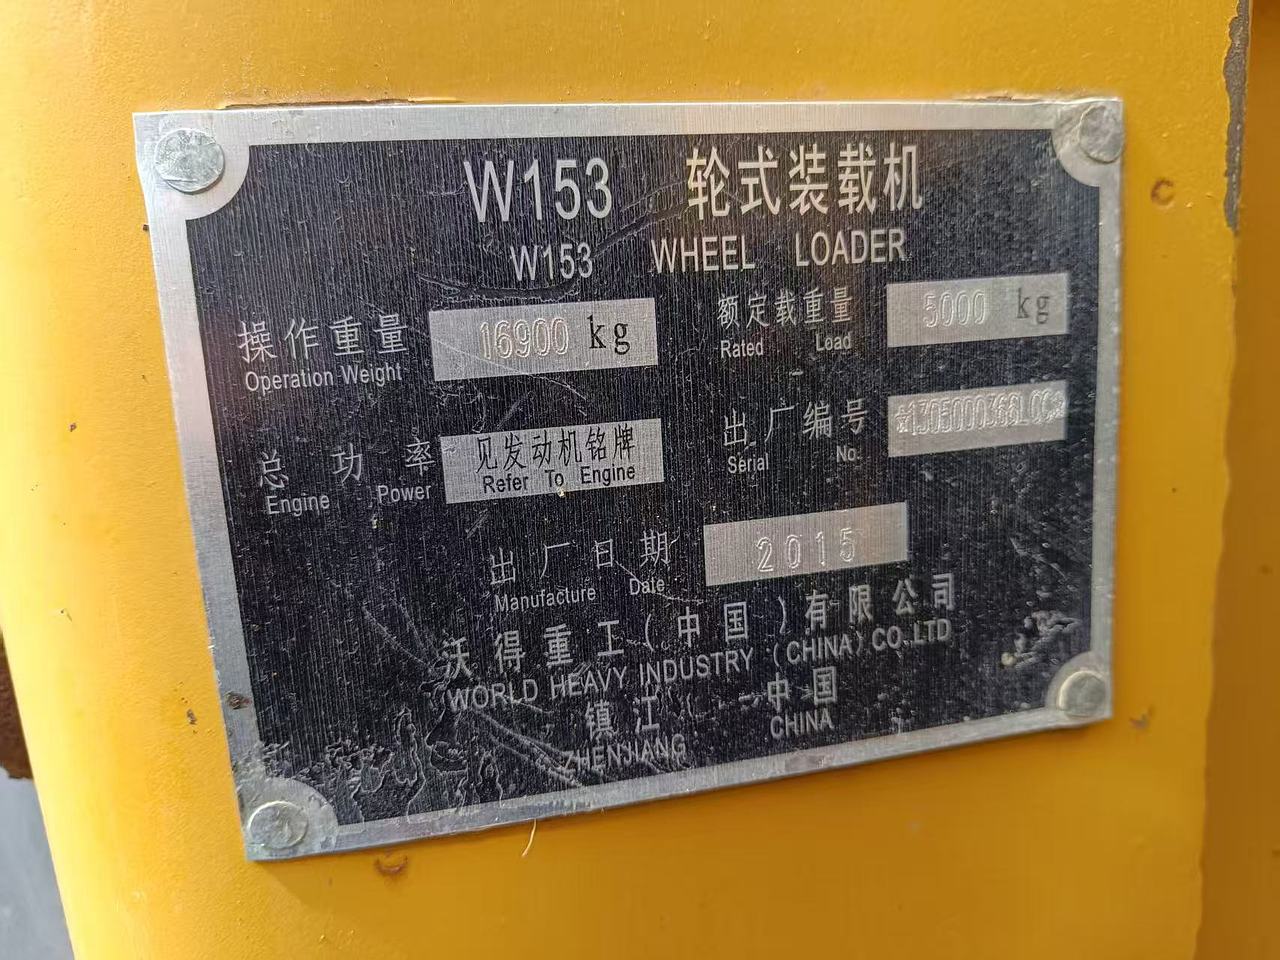 W153 轮式装载机
W153 WHEEL LOADER
操作重量 16900 kg
Operation Weight
额定载重量 5000 kg
Rated Load
总功率 见发动机铭牌
Engine Power Refer To Engine
出厂编号
Serial No.
出厂日期 2015
Manufacture Date
沃得重工(中国)有限公司
WORLD HEAVY INDUSTRY (CHINA) CO.LTD
镇江 中国
ZHENJIANG CHINA